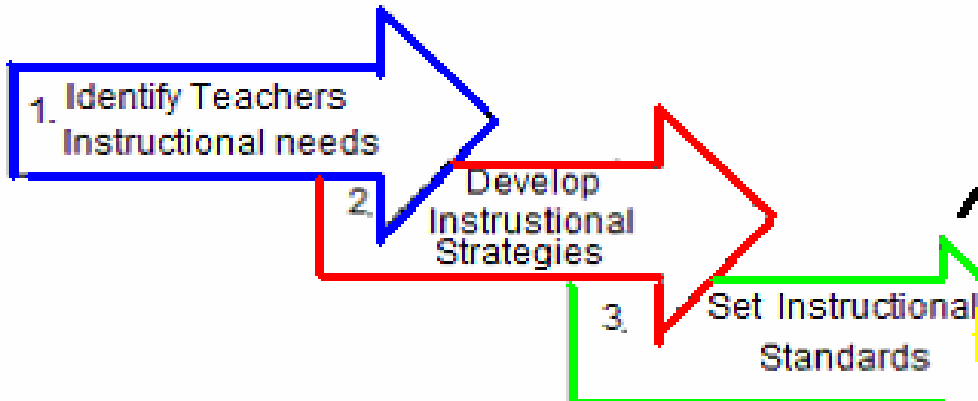 1. Identify Teachers
Instructional needs
2. Develop
Instrustional
Strategies
3. Set Instructional
Standards